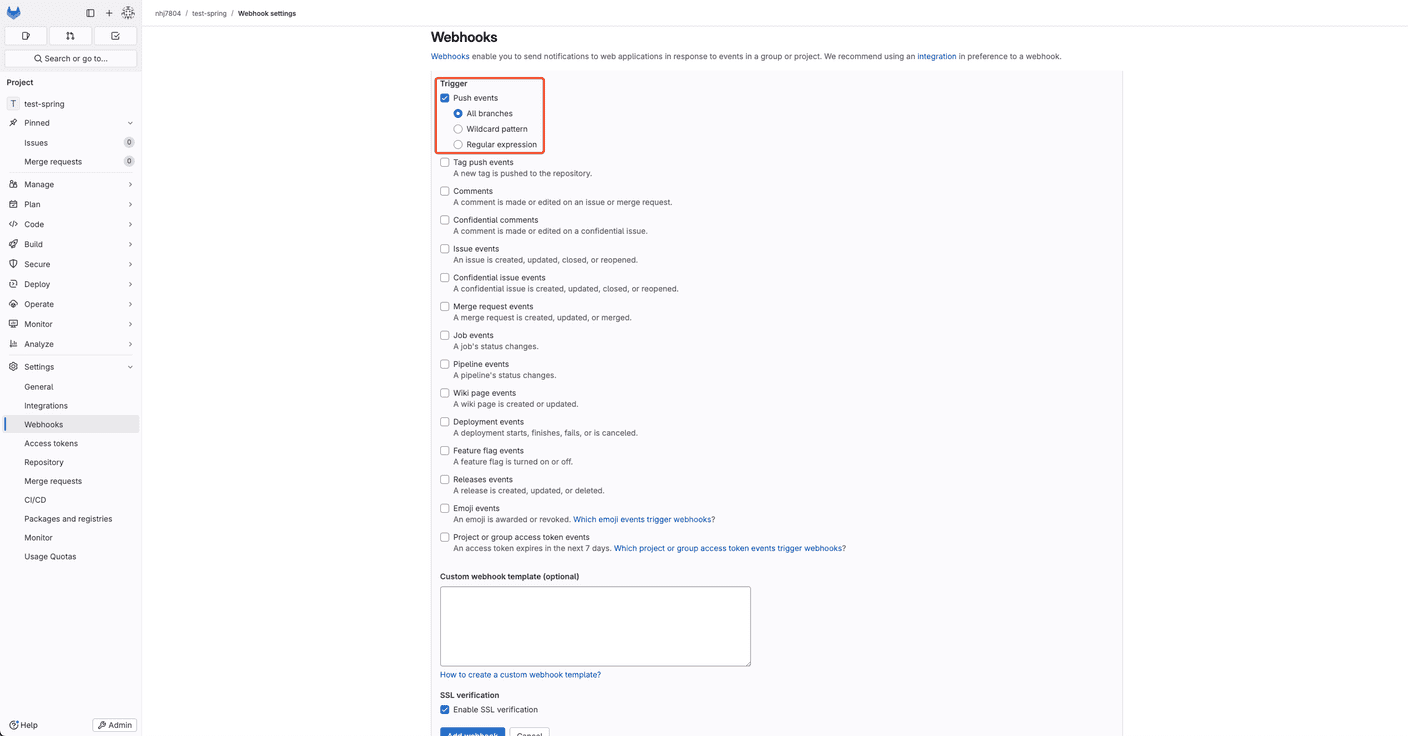 nhj7804 / test-spring / Webhook settings
Search or go to...
Project
T test-spring
Pinned
Issues 0
Merge requests 0
Manage
Plan
Code
Build
Secure
Deploy
Operate
Monitor
Analyze
Settings
General
Integrations
Webhooks
Access tokens
Repository
Merge requests
CI/CD
Packages and registries
Monitor
Usage Quotas
Help
Admin
Webhooks
Webhooks enable you to send notifications to web applications in response to events in a group or project. We recommend using an integration in preference to a webhook.
Trigger
Push events
All branches
Wildcard pattern
Regular expression
Tag push events
A new tag is pushed to the repository.
Comments
A comment is made or edited on an issue or merge request.
Confidential comments
A comment is made or edited on a confidential issue.
Issue events
An issue is created, updated, closed, or reopened.
Confidential issue events
A confidential issue is created, updated, closed, or reopened.
Merge request events
A merge request is created, updated, or merged.
Job events
A job's status changes.
Pipeline events
A pipeline's status changes.
Wiki page events
A wiki page is created or updated.
Deployment events
A deployment starts, finishes, fails, or is canceled.
Feature flag events
A feature flag is turned on or off.
Releases events
A release is created, updated, or deleted.
Emoji events
An emoji is awarded or revoked. Which emoji events trigger webhooks?
Project or group access token events
An access token expires in the next 7 days. Which project or group access token events trigger webhooks?
Custom webhook template (optional)
How to create a custom webhook template?
SSL verification
Enable SSL verification
Add webhook
Cancel